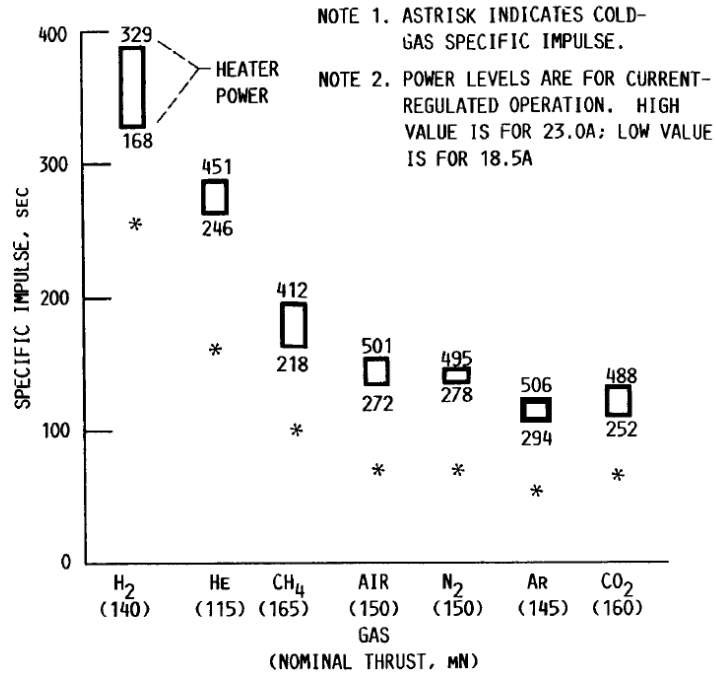 NOTE 1. ASTRISK INDICATES COLD-
GAS SPECIFIC IMPULSE.
NOTE 2. POWER LEVELS ARE FOR CURRENT-
REGULATED OPERATION. HIGH
VALUE IS FOR 23.0A; LOW VALUE
IS FOR 18.5A
HEATER
POWER
SPECIFIC IMPULSE, SEC
400
300
200
100
0
329
168
*
451
246
*
412
218
*
501
272
*
495
278
*
506
294
*
488
252
*
H2 HE CH4 AIR N2 AR CO2
(140) (115) (165) (150) (150) (145) (160)
GAS
(NOMINAL THRUST, MN)